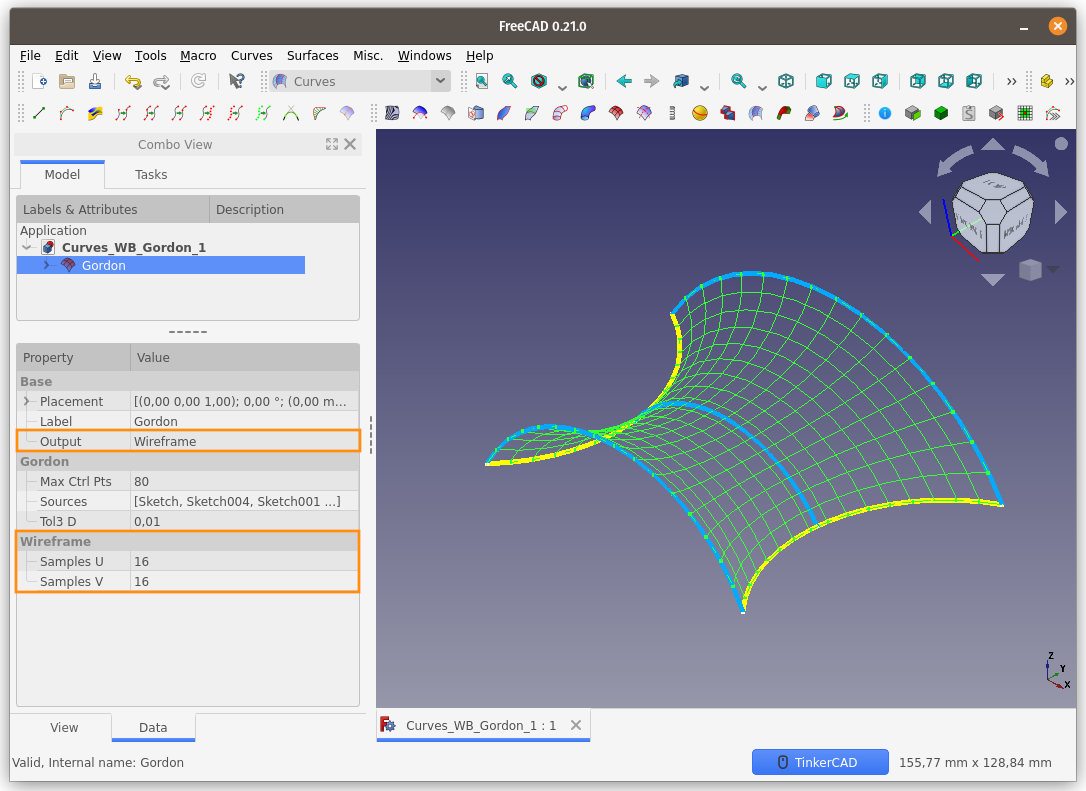 FreeCAD 0.21.0
File Edit View Tools Macro Curves Surfaces Misc. Windows Help
Curves
Combo View
Model Tasks
Labels & Attributes Description
Application
Curves_WB_Gordon_1
Gordon
Property Value
Base
Placement [(0,00 0,00 1,00); 0,00 °; (0,00 m...
Label Gordon
Output Wireframe
Gordon
Max Ctrl Pts 80
Sources [Sketch, Sketch004, Sketch001 ...]
Tol3 D 0,01
Wireframe
Samples U 16
Samples V 16
Z
Y
X
View Data
Curves_WB_Gordon_1 : 1
Valid, Internal name: Gordon
TinkerCAD 155,77 mm x 128,84 mm